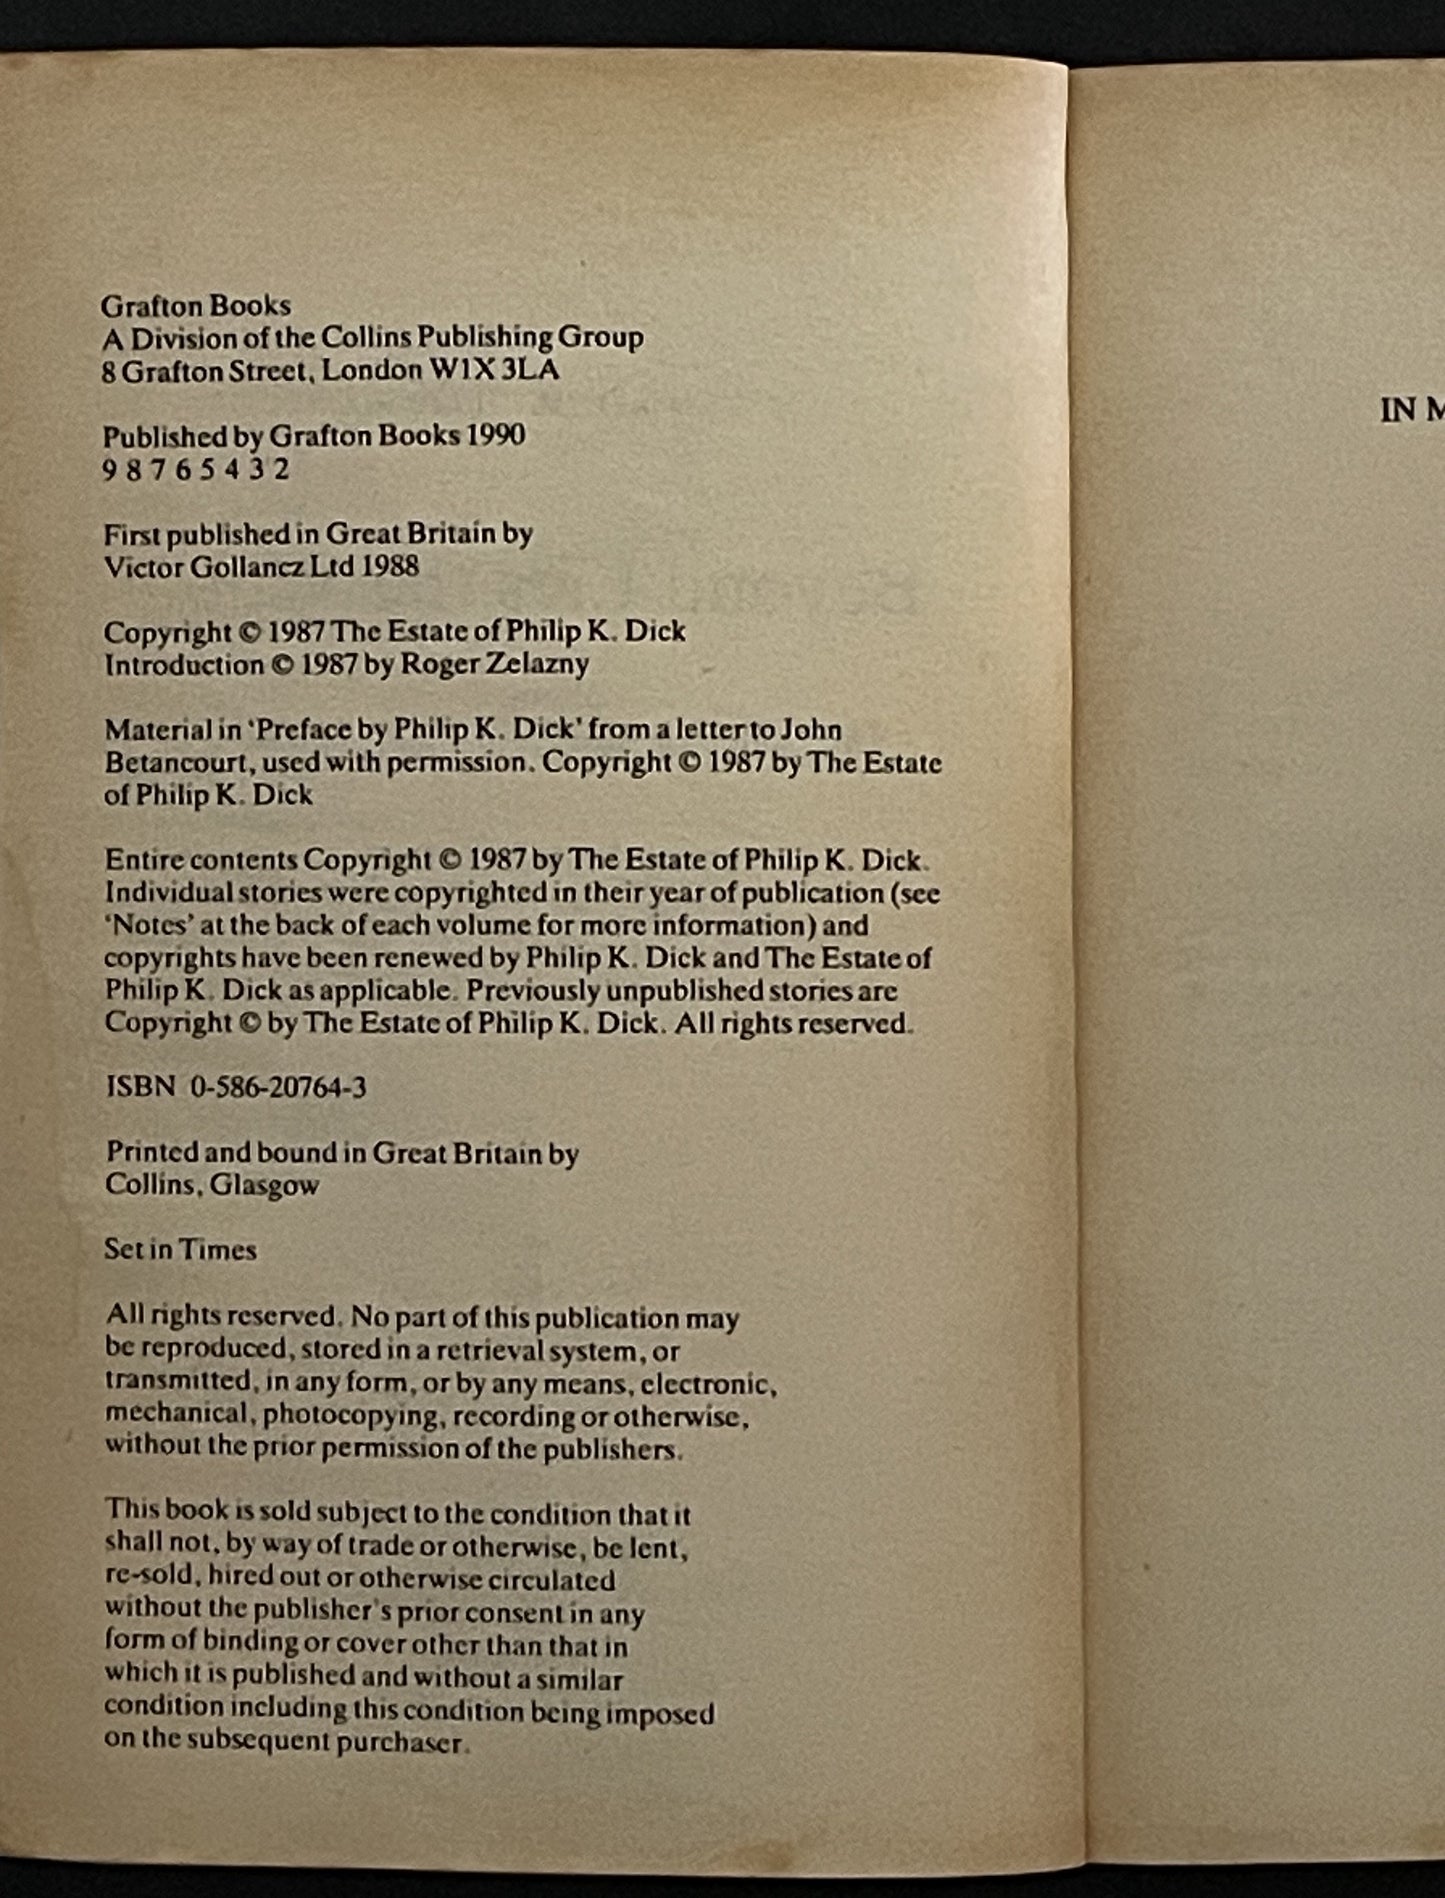 Grafton Books
A Division of the Collins Publishing Group
8 Grafton Street, London W1X 3LA
Published by Grafton Books 1990
9 8 7 6 5 4 3 2
First published in Great Britain by
Victor Gollancz Ltd 1988
Copyright © 1987 The Estate of Philip K. Dick
Introduction © 1987 by Roger Zelazny
Material in ‘Preface by Philip K. Dick’ from a letter to John
Betancourt, used with permission. Copyright © 1987 by The Estate
of Philip K. Dick
Entire contents Copyright © 1987 by The Estate of Philip K. Dick.
Individual stories were copyrighted in their year of publication (see
‘Notes’ at the back of each volume for more information) and
copyrights have been renewed by Philip K. Dick and The Estate of
Philip K. Dick as applicable. Previously unpublished stories are
Copyright © by The Estate of Philip K. Dick. All rights reserved.
ISBN 0-586-20764-3
Printed and bound in Great Britain by
Collins, Glasgow
Set in Times
All rights reserved. No part of this publication may
be reproduced, stored in a retrieval system, or
transmitted, in any form, or by any means, electronic,
mechanical, photocopying, recording or otherwise,
without the prior permission of the publishers.
This book is sold subject to the condition that it
shall not, by way of trade or otherwise, be lent,
re-sold, hired out or otherwise circulated
without the publisher's prior consent in any
form of binding or cover other than that in
which it is published and without a similar
condition including this condition being imposed
on the subsequent purchaser.
IN